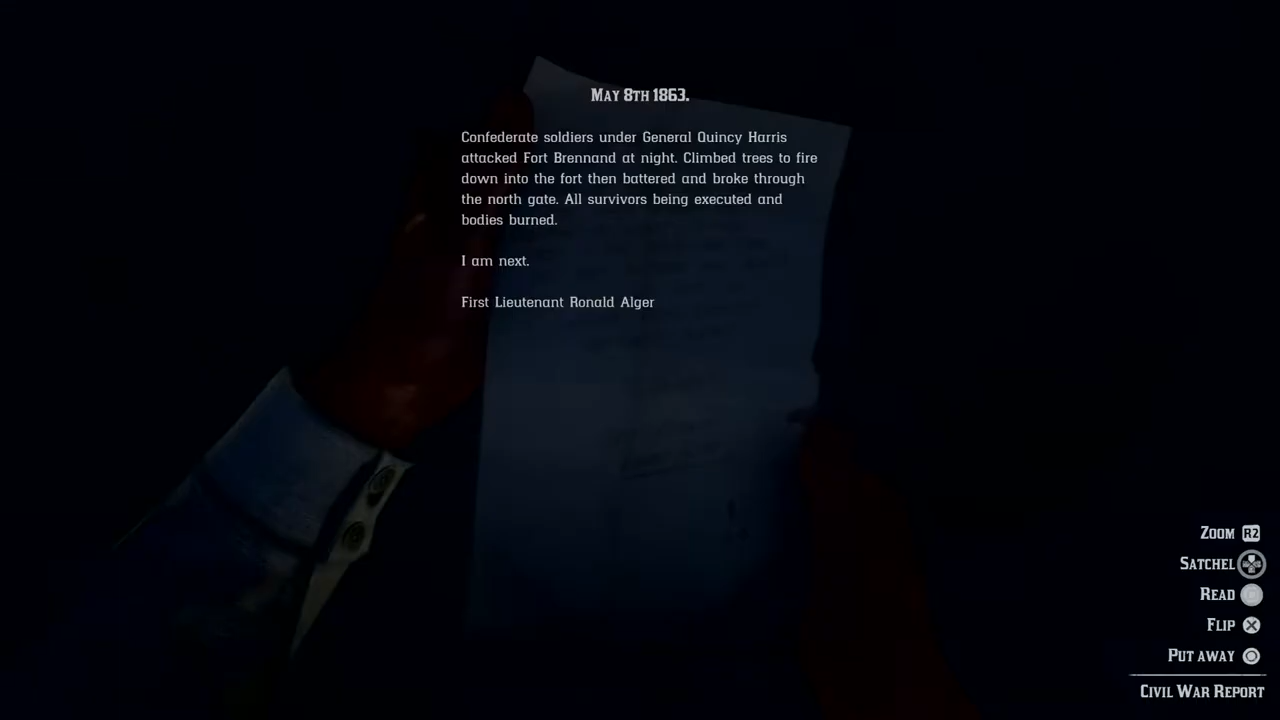 MAY 8TH 1863.
Confederate soldiers under General Quincy Harris
attacked Fort Brennand at night. Climbed trees to fire
down into the fort then battered and broke through
the north gate. All survivors being executed and
bodies burned.
I am next.
First Lieutenant Ronald Alger
ZOOM R2
SATCHEL
READ
FLIP
PUT AWAY
CIVIL WAR REPORT